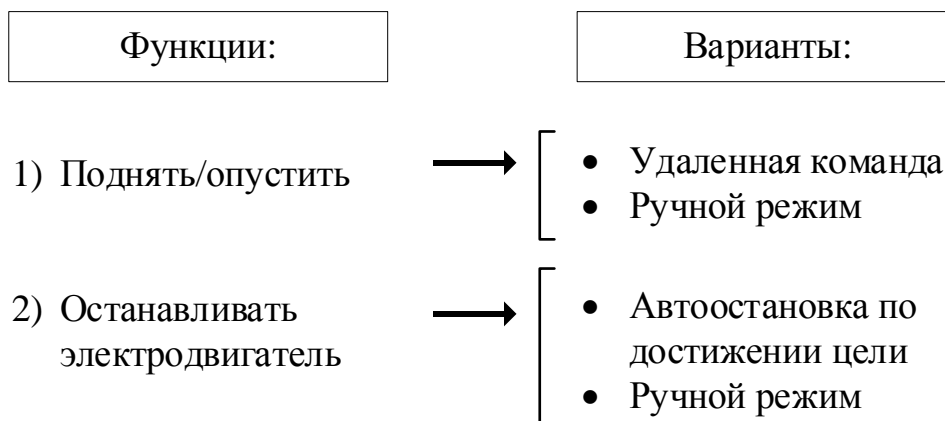 Функции:
Варианты:
1) Поднять/опустить
• Удаленная команда
• Ручной режим
2) Останавливать
электродвигатель
• Автоостановка по
достижении цели
• Ручной режим